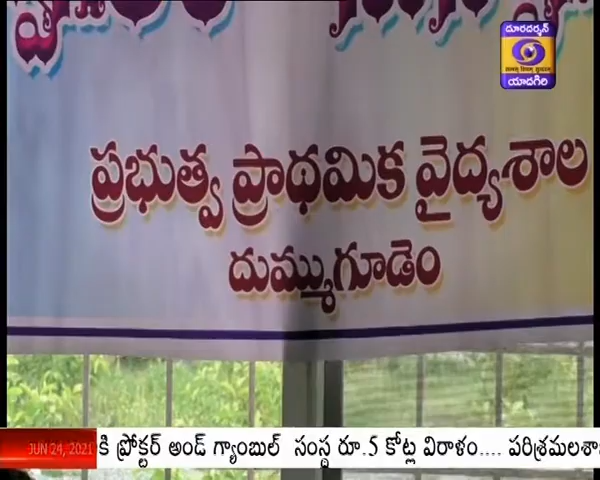 దూరదర్శన్
యాదగిరి
ప్రభుత్వ ప్రాథమిక వైద్యశాల
దుమ్ముగూడెం
JUN 24, 2021
కి ప్రోక్టర్ అండ్ గ్యాంబుల్ సంస్థ రూ.5 కోట్ల విరాళం.... పరిశ్రమలశా